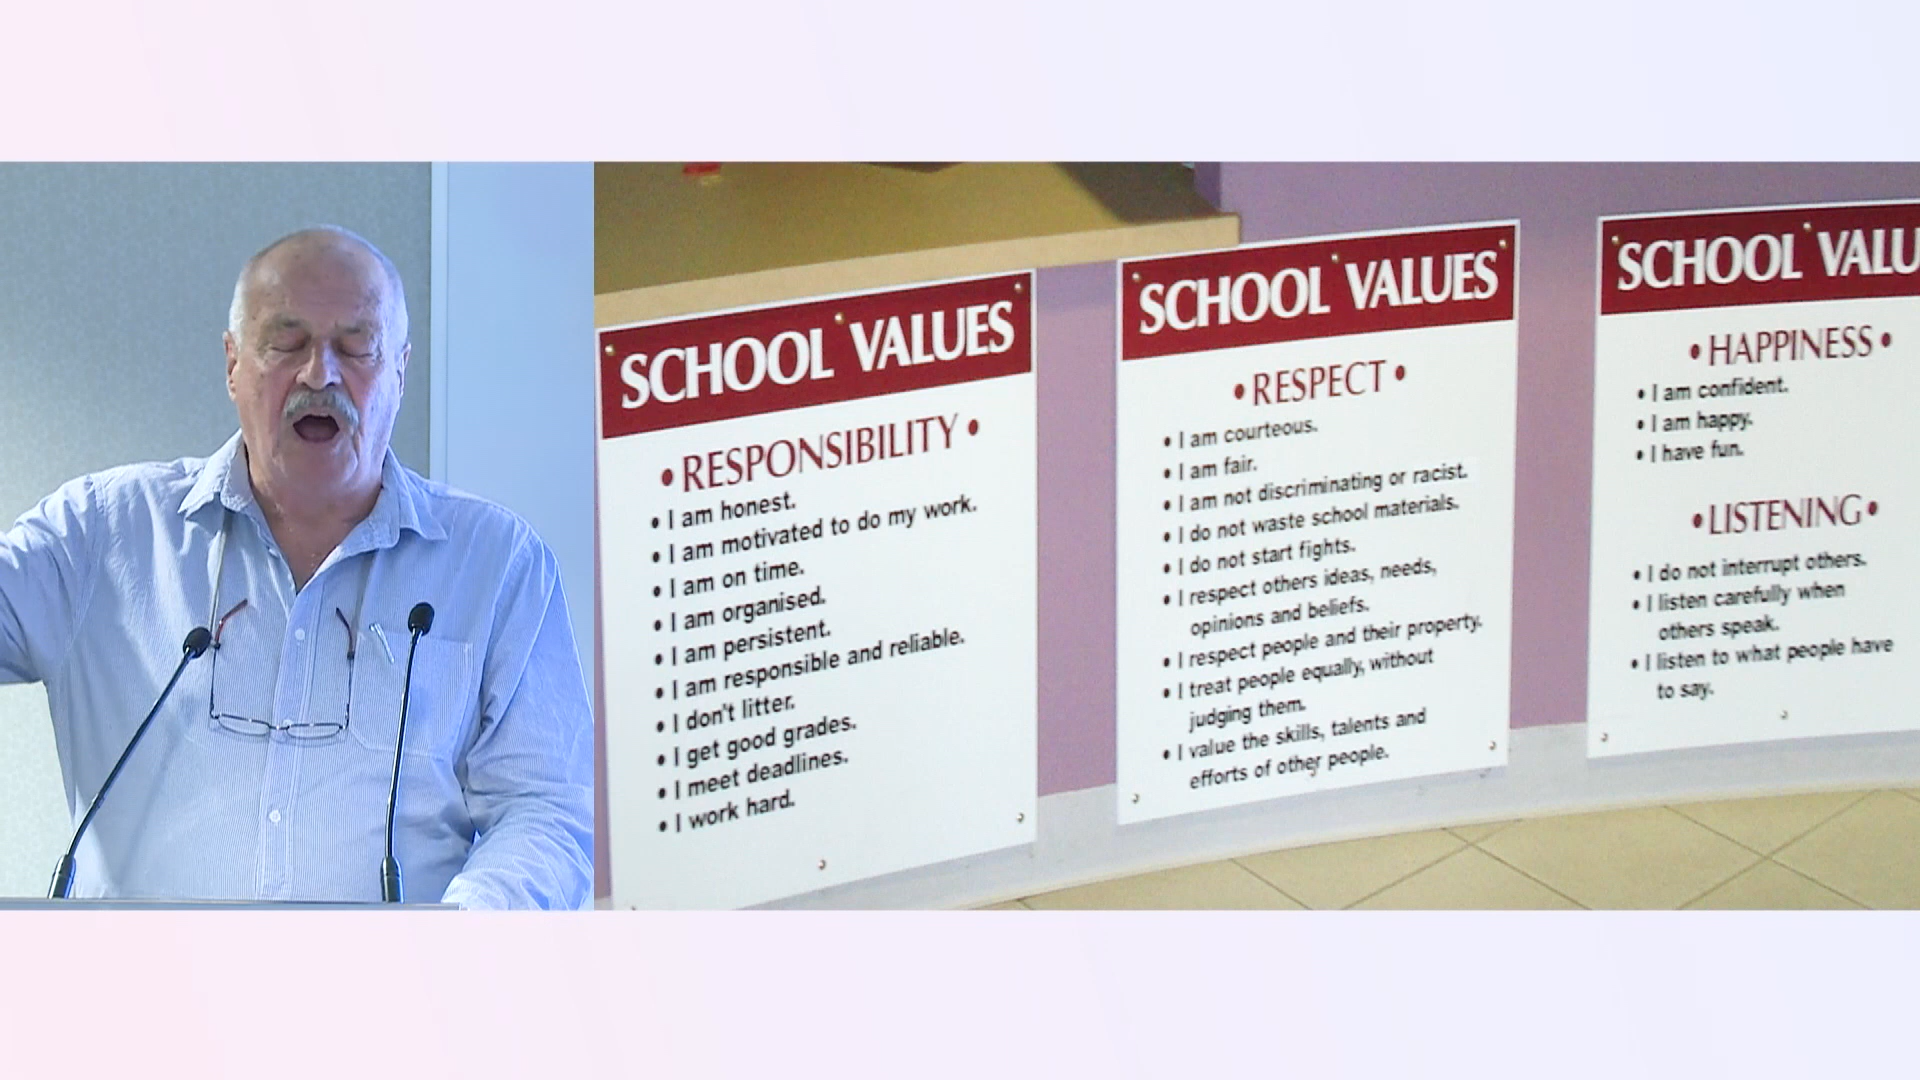 SCHOOL VALUES
• RESPONSIBILITY •
• I am honest.
• I am motivated to do my work.
• I am on time.
• I am organised.
• I am persistent.
• I am responsible and reliable.
• I don't litter.
• I get good grades.
• I meet deadlines.
• I work hard.
SCHOOL VALUES
• RESPECT •
• I am courteous.
• I am fair.
• I am not discriminating or racist.
• I do not waste school materials.
• I do not start fights.
• I respect others ideas, needs,
opinions and beliefs.
• I respect people and their property.
• I treat people equally, without
judging them.
• I value the skills, talents and
efforts of other people.
SCHOOL VALU
• HAPPINESS •
• I am confident.
• I am happy.
• I have fun.
• LISTENING •
• I do not interrupt others.
• I listen carefully when
others speak.
• I listen to what people have
to say.